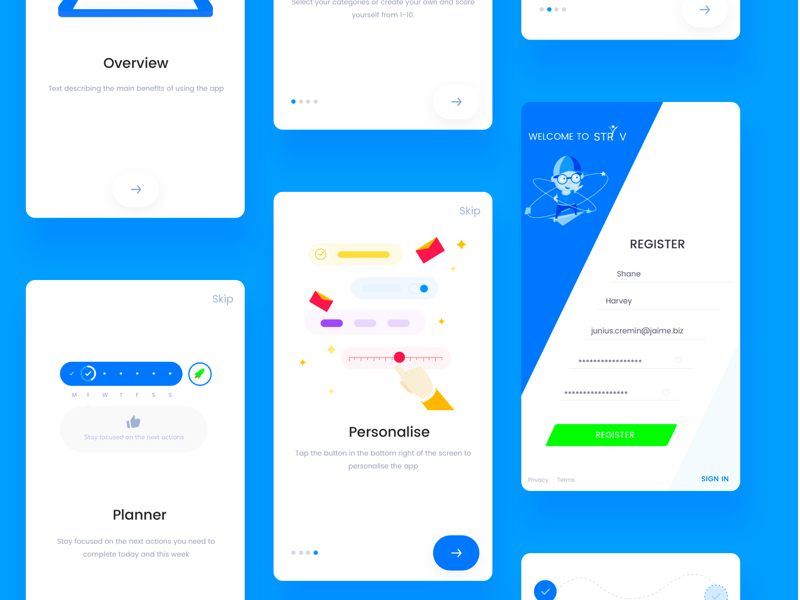 Overview
Text describing the main benefits of using the app
Select your categories or create your own and score
yourself from 1-10.
WELCOME TO STRIV
REGISTER
Shane
Harvey
junius.cremin@jaime.biz
REGISTER
Privacy Terms
SIGN IN
Skip
M T W T F S S
Stay focused on the next actions
Planner
Stay focused on the next actions you need to
complete today and this week
Skip
Personalise
Tap the button in the bottom right of the screen to
personalise the app